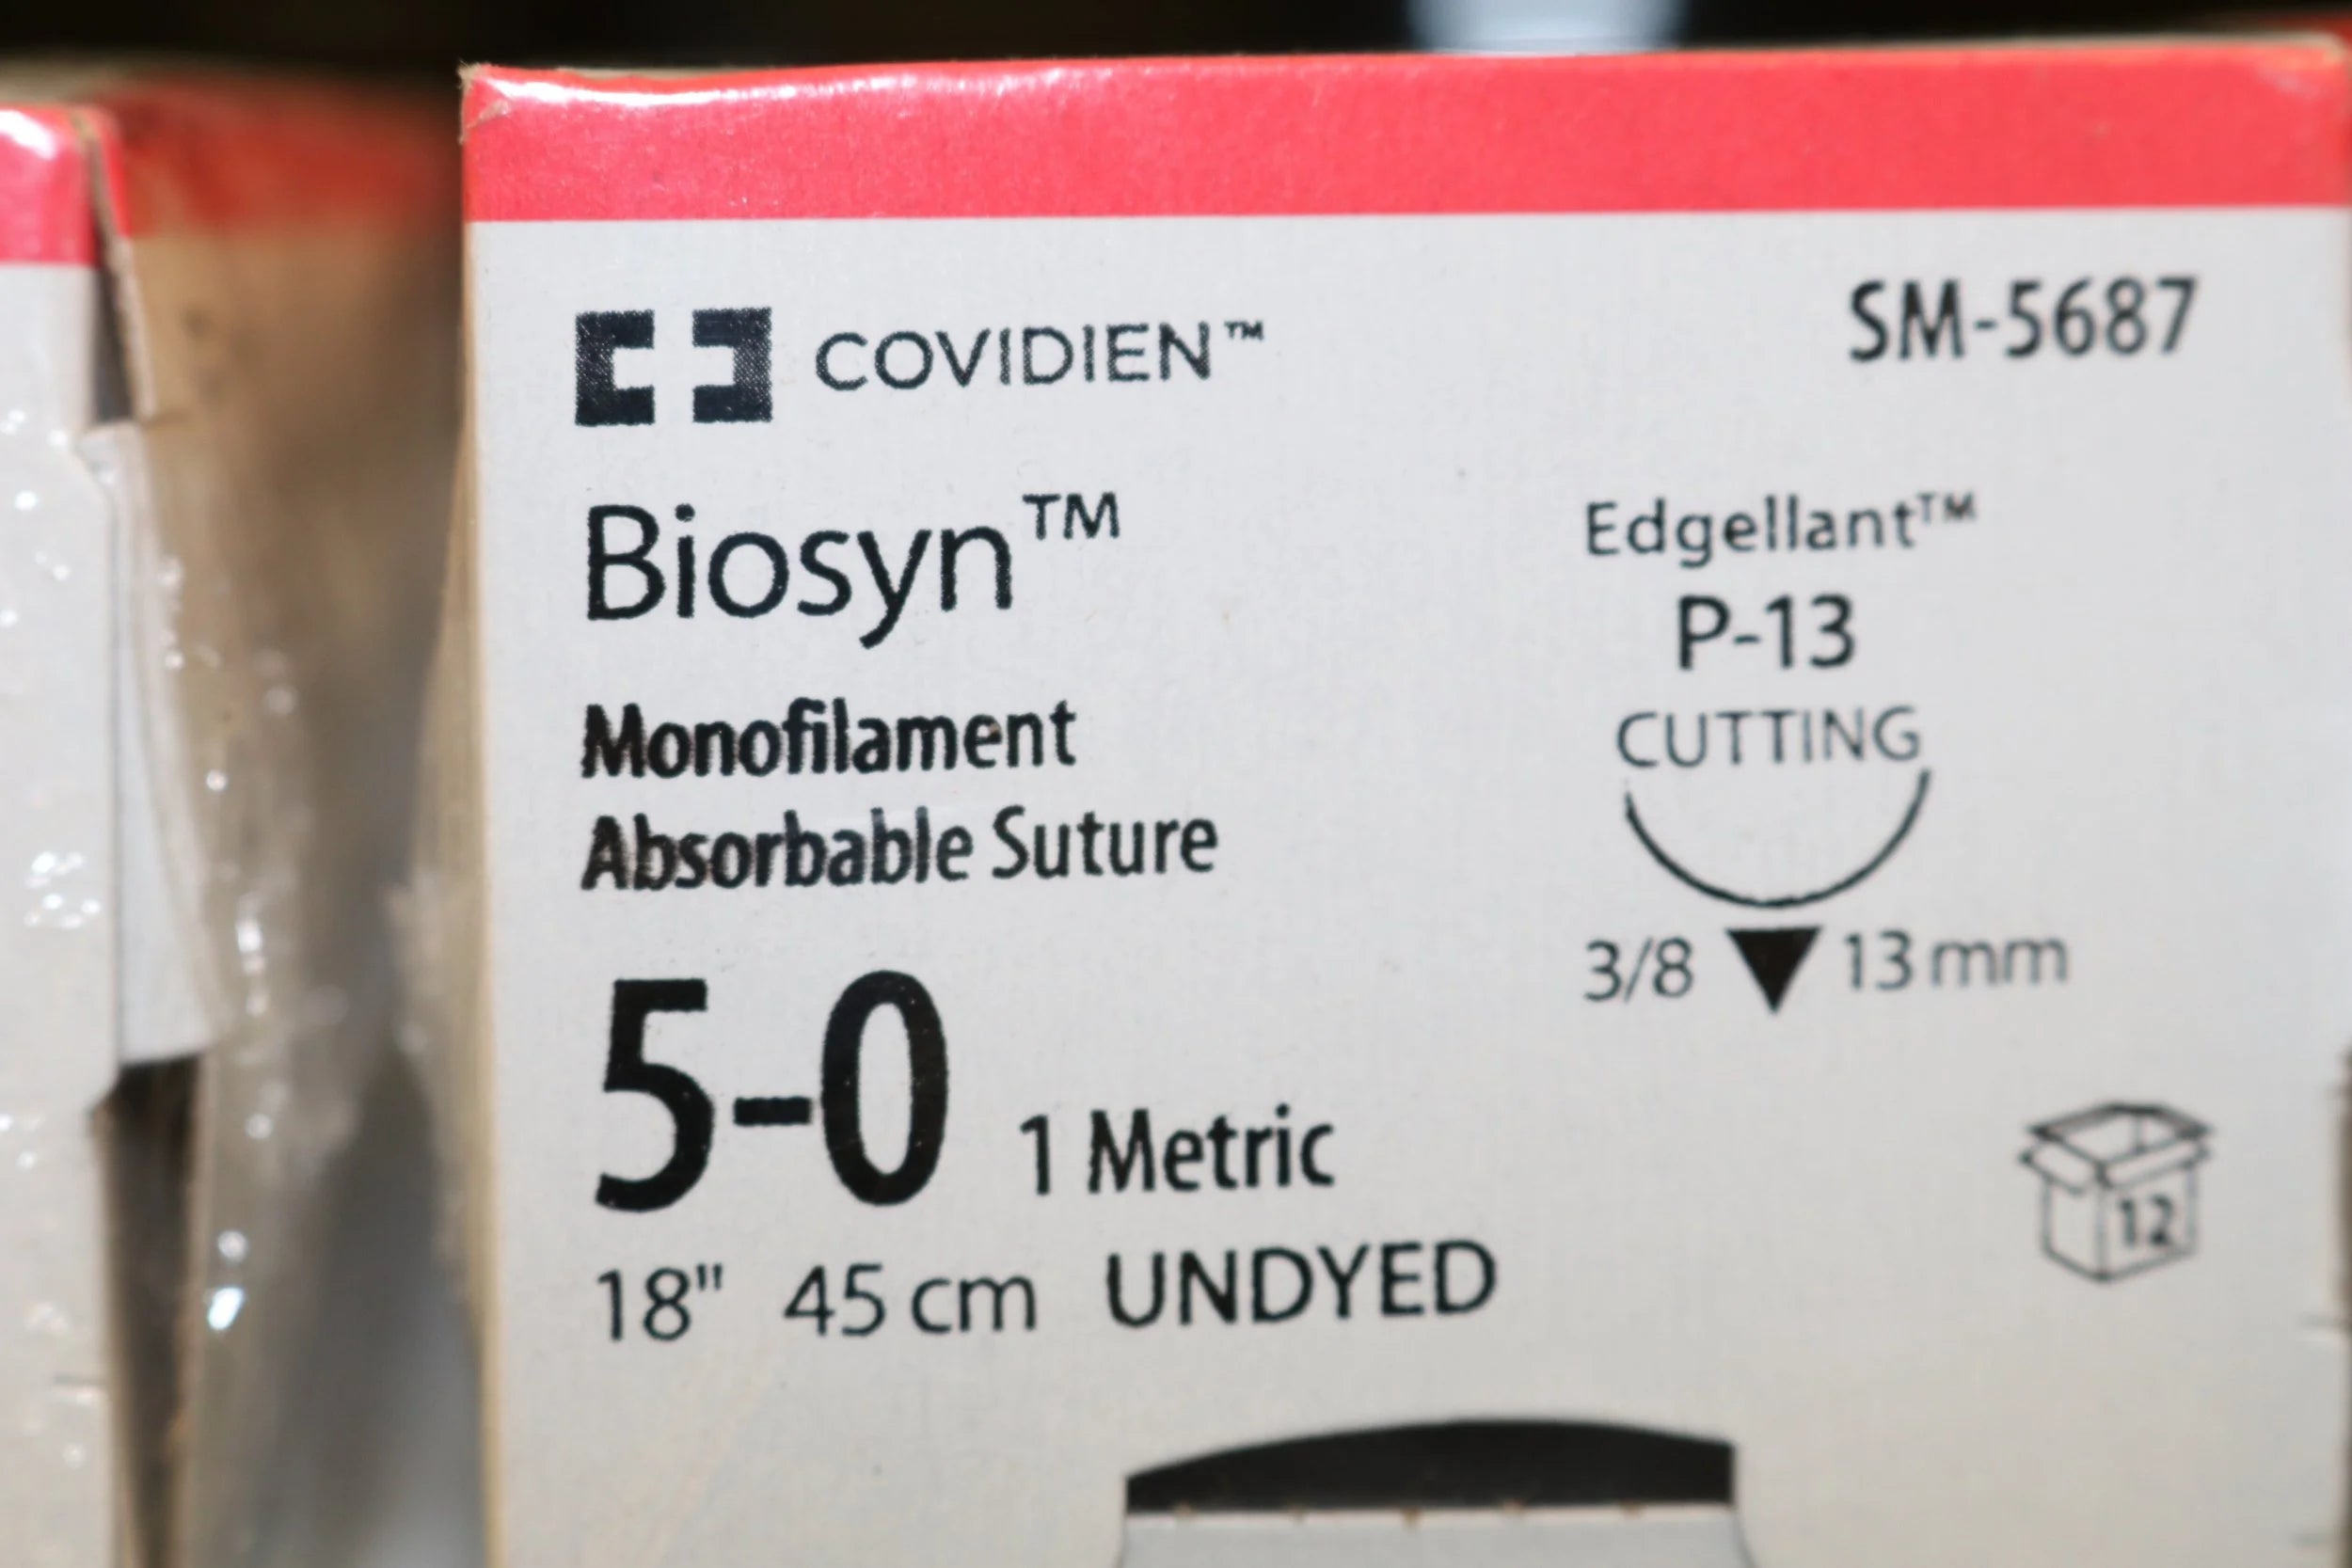 COVIDIEN™
SM-5687
Biosyn™
Monofilament
Absorbable Suture
Edgellant™
P-13
CUTTING
3/8 13 mm
5-0 1 Metric
18" 45 cm UNDYED
12